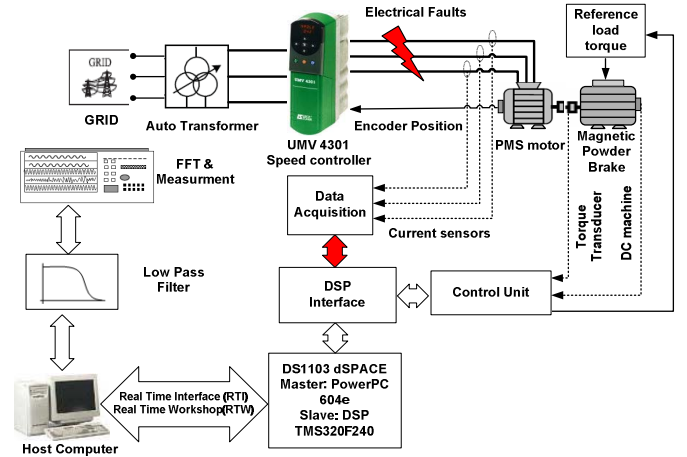 Electrical Faults
Reference
load
torque
GRID
GRID
Auto Transformer
UMV 4301
UMV 4301
Speed controller
Encoder Position
PMS motor
Magnetic
Powder
Brake
FFT &
Measurment
Data
Acquisition
Current sensors
Torque
Transducer
DC machine
Low Pass
Filter
DSP
Interface
Control Unit
Real Time Interface (RTI)
Real Time Workshop(RTW)
DS1103 dSPACE
Master: PowerPC
604e
Slave: DSP
TMS320F240
Host Computer